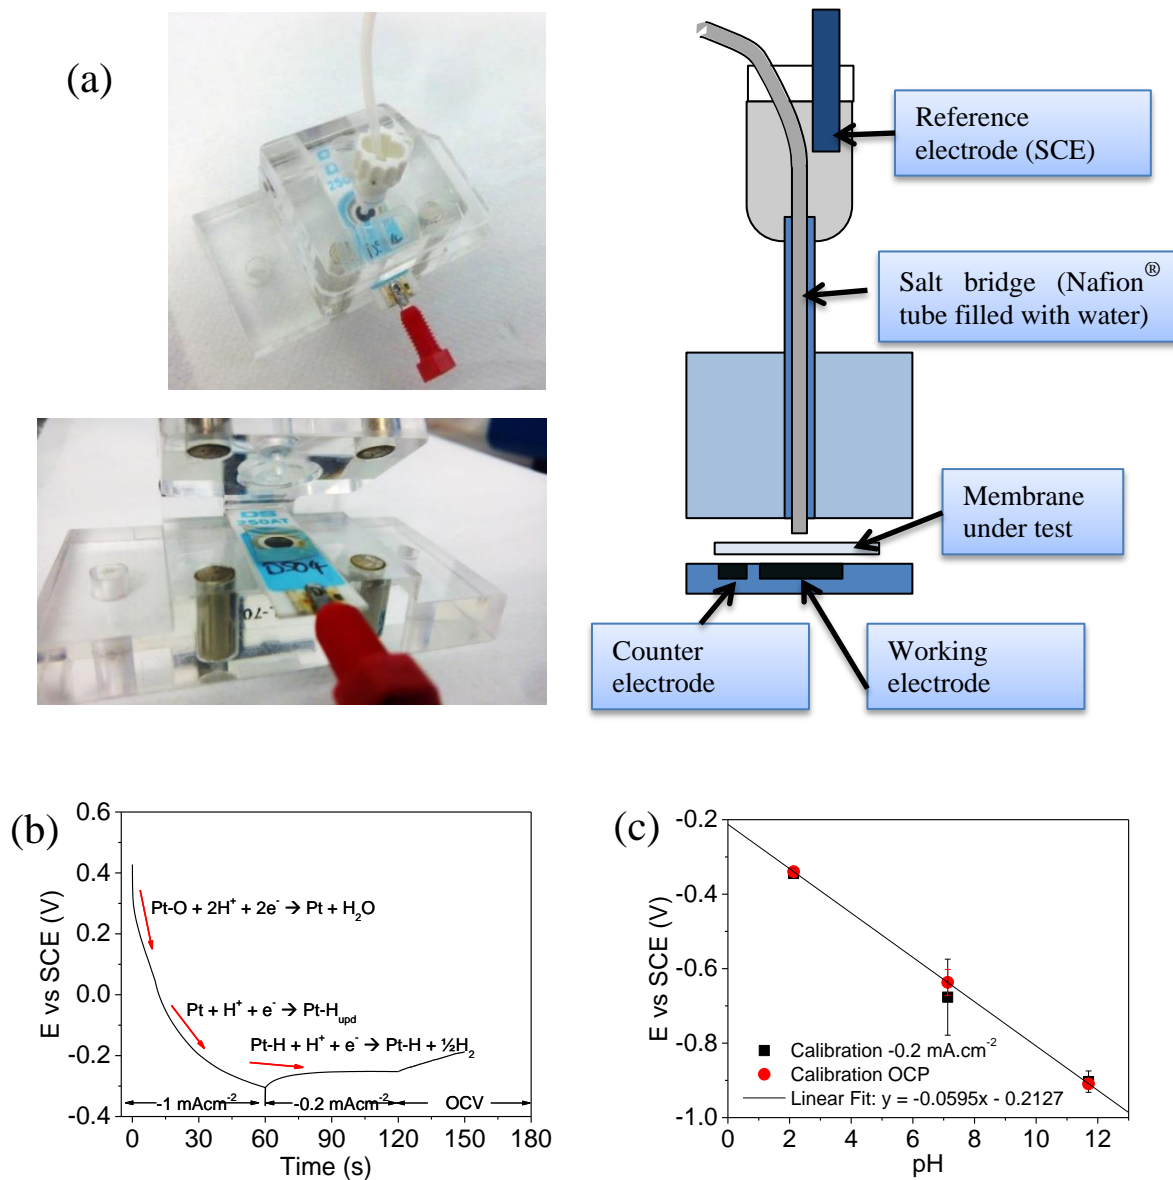 (a)
DS
250AT
DS04
Reference
electrode (SCE)
Salt bridge (Nafion®
tube filled with water)
Membrane
under test
Counter
electrode
Working
electrode
(b)
E vs SCE (V)
0.6
0.4
0.2
0.0
-0.2
-0.4
Pt-O + 2H⁺ + 2e⁻ → Pt + H₂O
Pt + H⁺ + e⁻ → Pt-Hupd
Pt-H + H⁺ + e⁻ → Pt-H + ½H₂
-1 mAcm⁻²
-0.2 mAcm⁻²
OCV
0 30 60 90 120 150 180
Time (s)
(c)
E vs SCE (V)
-0.2
-0.4
-0.6
-0.8
-1.0
Calibration -0.2 mA.cm⁻²
Calibration OCP
Linear Fit: y = -0.0595x - 0.2127
0 2 4 6 8 10 12
pH